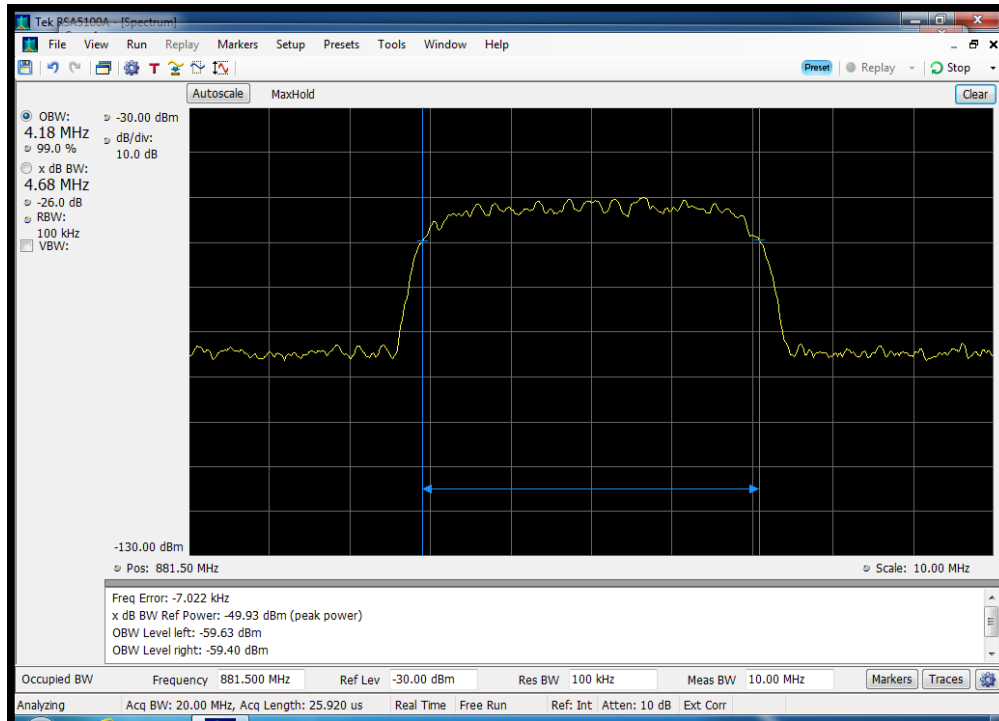 Tek RSA5100A - [Spectrum]
File View Run Replay Markers Setup Presets Tools Window Help
T Preset Replay Stop
Autoscale MaxHold Clear
OBW:
4.18 MHz
99.0 %
x dB BW:
4.68 MHz
-26.0 dB
RBW:
100 kHz
VBW:
-30.00 dBm
dB/div:
10.0 dB
-130.00 dBm
Pos: 881.50 MHz Scale: 10.00 MHz
Freq Error: -7.022 kHz
x dB BW Ref Power: -49.93 dBm (peak power)
OBW Level left: -59.63 dBm
OBW Level right: -59.40 dBm
Occupied BW Frequency 881.500 MHz Ref Lev -30.00 dBm Res BW 100 kHz Meas BW 10.00 MHz Markers Traces
Analyzing Acq BW: 20.00 MHz, Acq Length: 25.920 us Real Time Free Run Ref: Int Atten: 10 dB Ext Corr